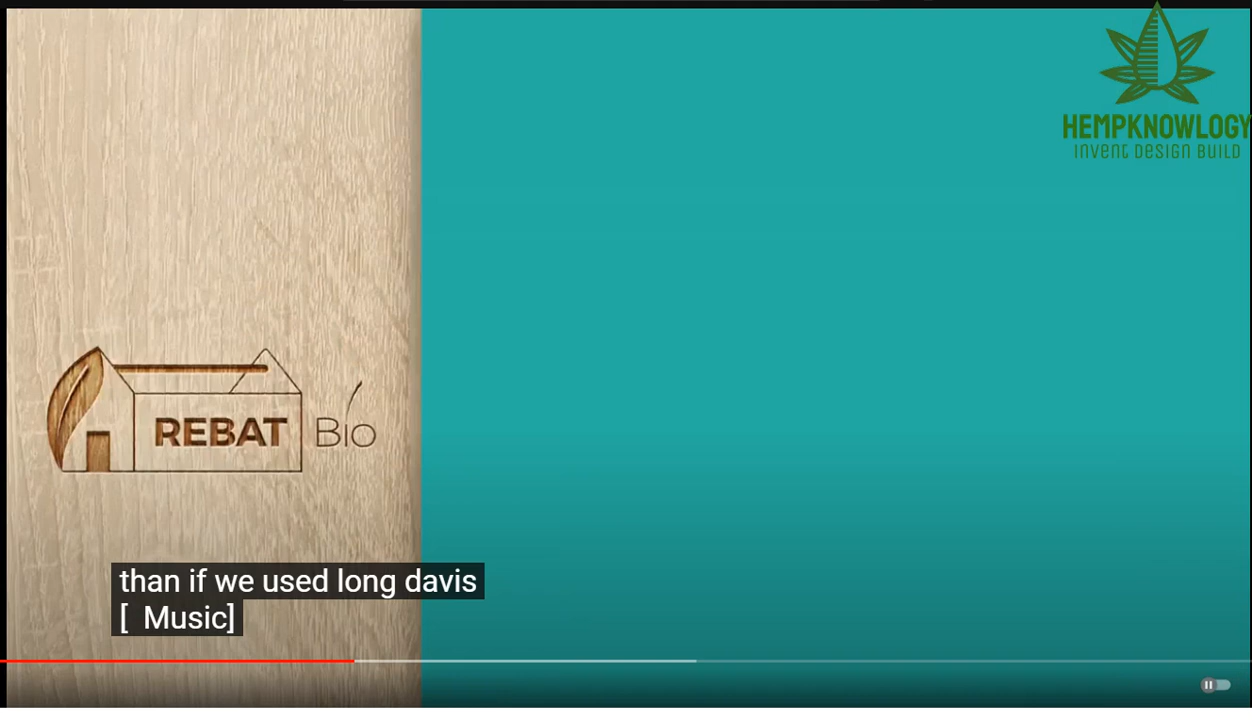 HEMPKNOWLOGY
INVENT DESIGN BUILD
REBAT Bio
than if we used long davis
[ Music]